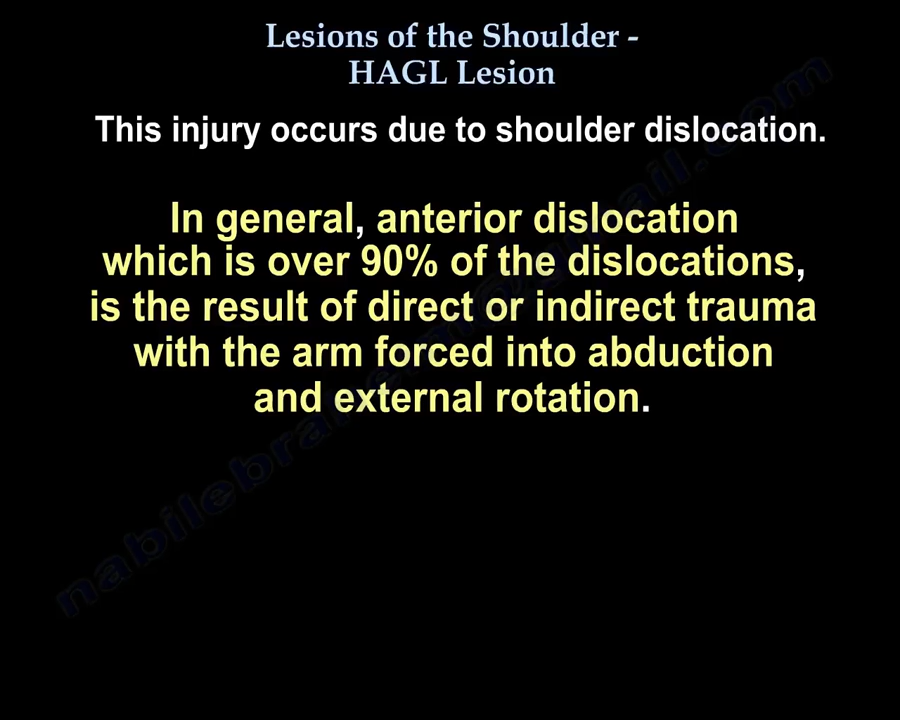 Lesions of the Shoulder -
HAGL Lesion
This injury occurs due to shoulder dislocation.
In general, anterior dislocation
which is over 90% of the dislocations,
is the result of direct or indirect trauma
with the arm forced into abduction
and external rotation.